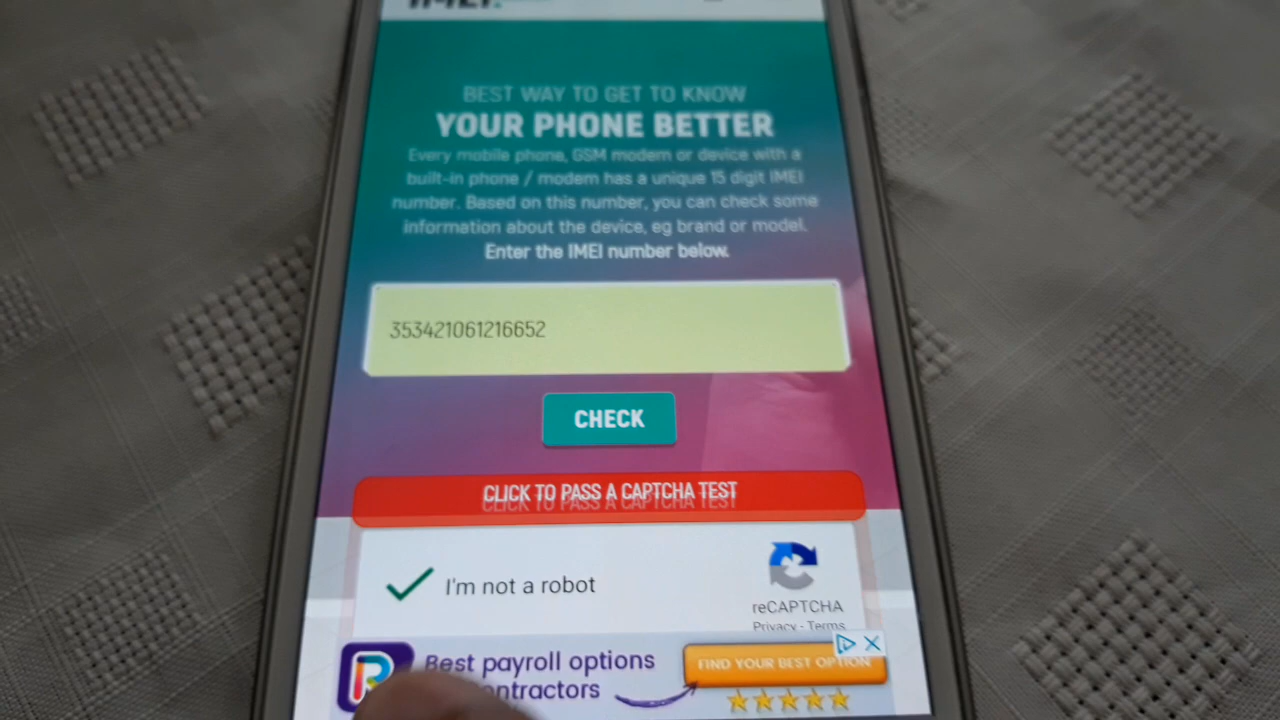 IMEI.
BEST WAY TO GET TO KNOW
YOUR PHONE BETTER
Every mobile phone, GSM modem or device with a
built-in phone / modem has a unique 15 digit IMEI
number. Based on this number, you can check some
information about the device, eg brand or model.
Enter the IMEI number below.
353421061216652
CHECK
CLICK TO PASS A CAPTCHA TEST
I'm not a robot
reCAPTCHA
Privacy - Terms
Best payroll options
FIND YOUR BEST OPTION